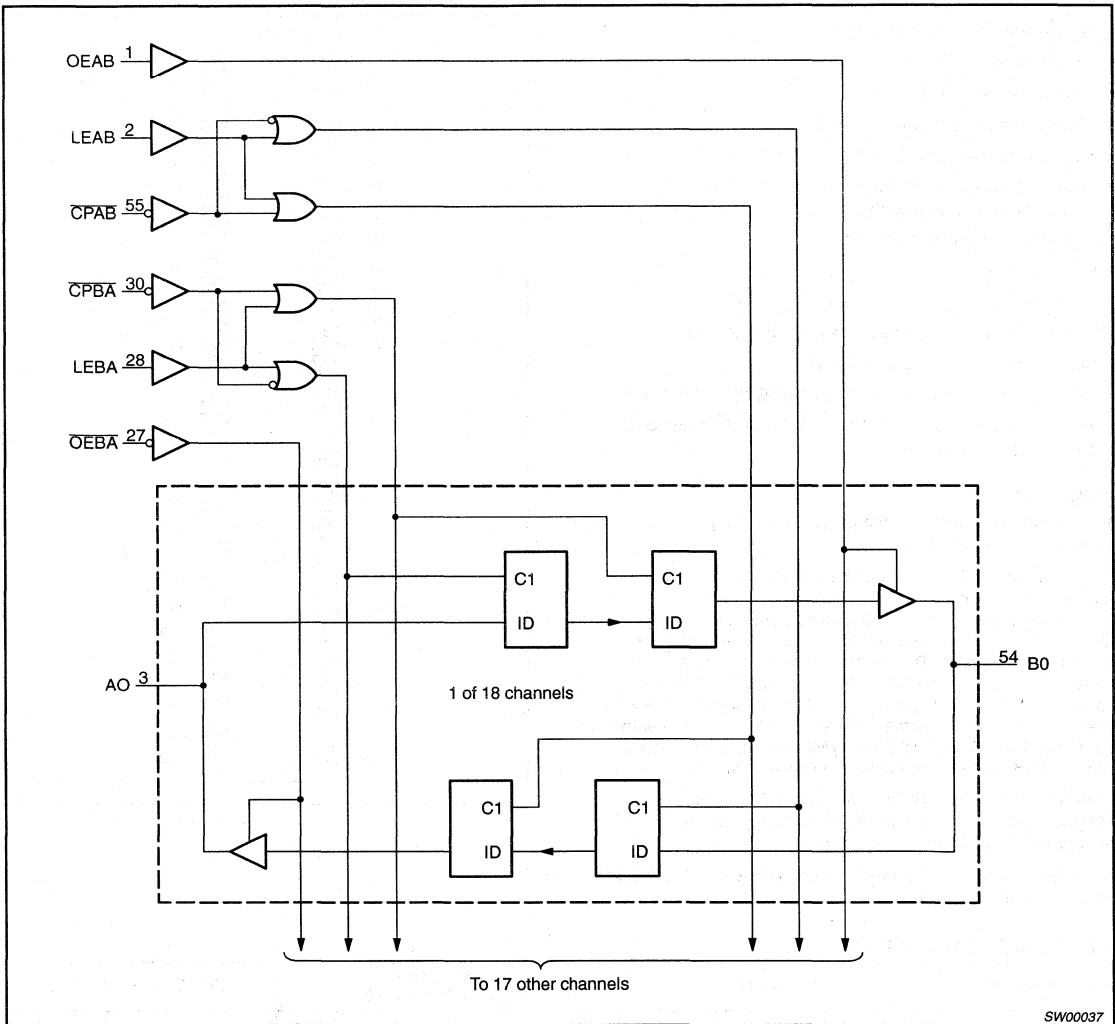 OEAB 1
LEAB 2
CPAB 55
CPBA 30
LEBA 28
OEBA 27
C1
ID
C1
ID
54 B0
AO 3
1 of 18 channels
C1
ID
C1
ID
To 17 other channels
SW00037